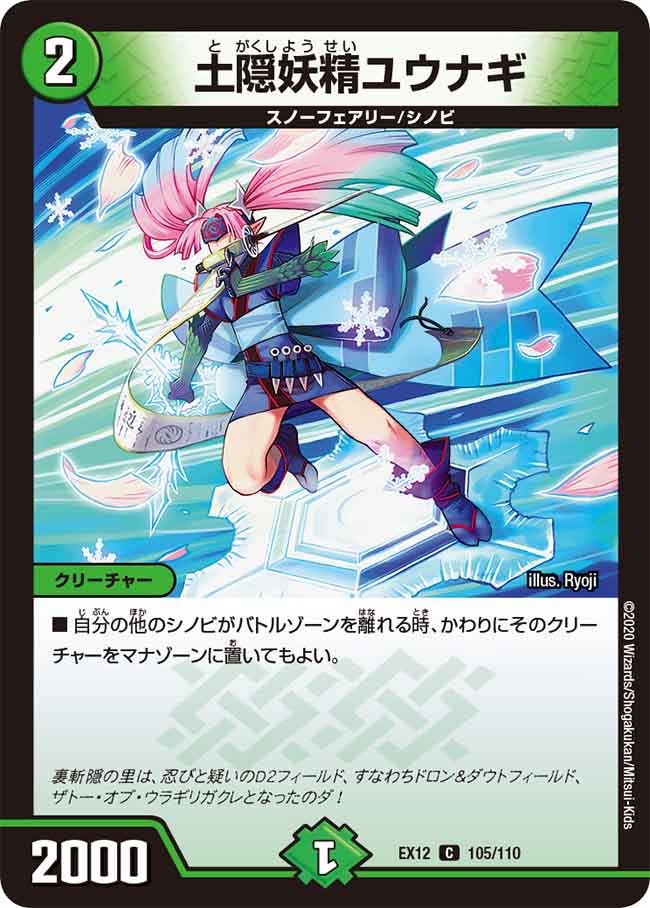 2
とがくしようせい
土隠妖精ユウナギ
スノーフェアリー/シノビ
クリーチャー
illus. Ryoji
■ 自分の他のシノビがバトルゾーンを離れる時、かわりにそのクリー
チャーをマナゾーンに置いてもよい。
裏斬隠の里は、忍びと疑いのD2フィールド、すなわちドロン&ダウトフィールド、
ザトー・オブ・ウラギリガクレとなったのダ！
©2020 Wizards/Shogakukan/Mitsui-Kids
2000
1
EX12 C 105/110